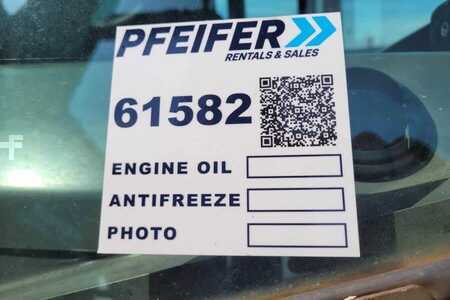 PFEIFER
RENTALS & SALES
61582
ENGINE OIL
ANTIFREEZE
PHOTO